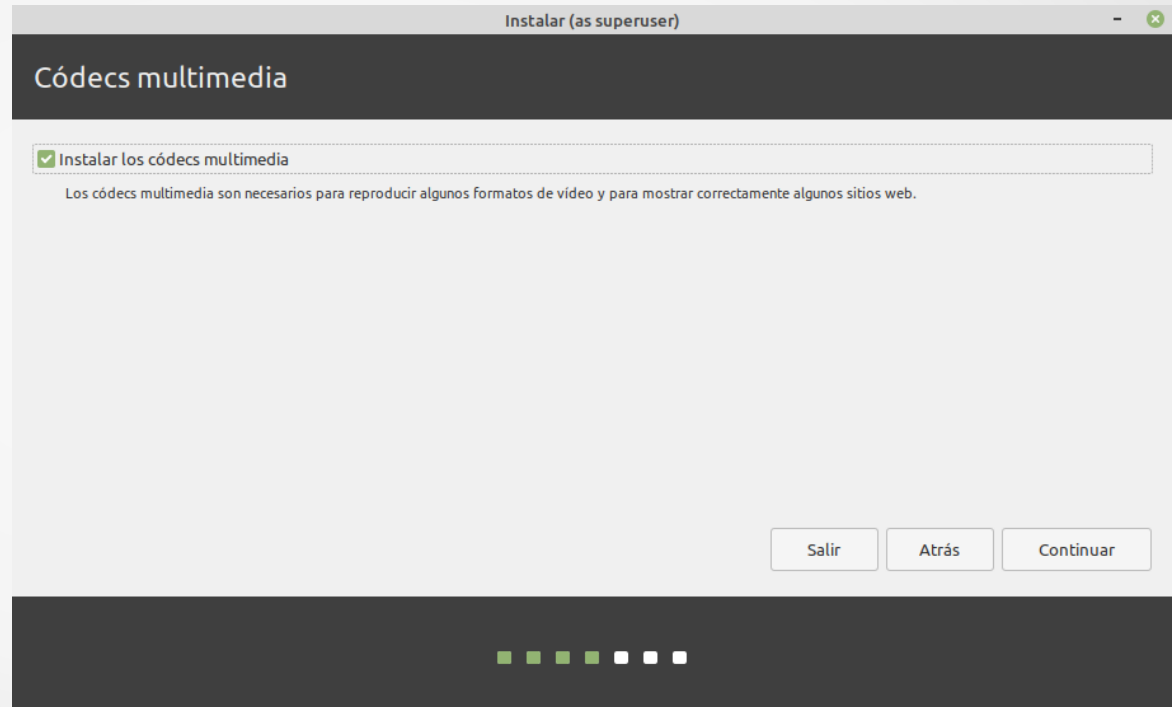 Instalar (as superuser)
Códecs multimedia
Instalar los códecs multimedia
Los códecs multimedia son necesarios para reproducir algunos formatos de vídeo y para mostrar correctamente algunos sitios web.
Salir Atrás Continuar